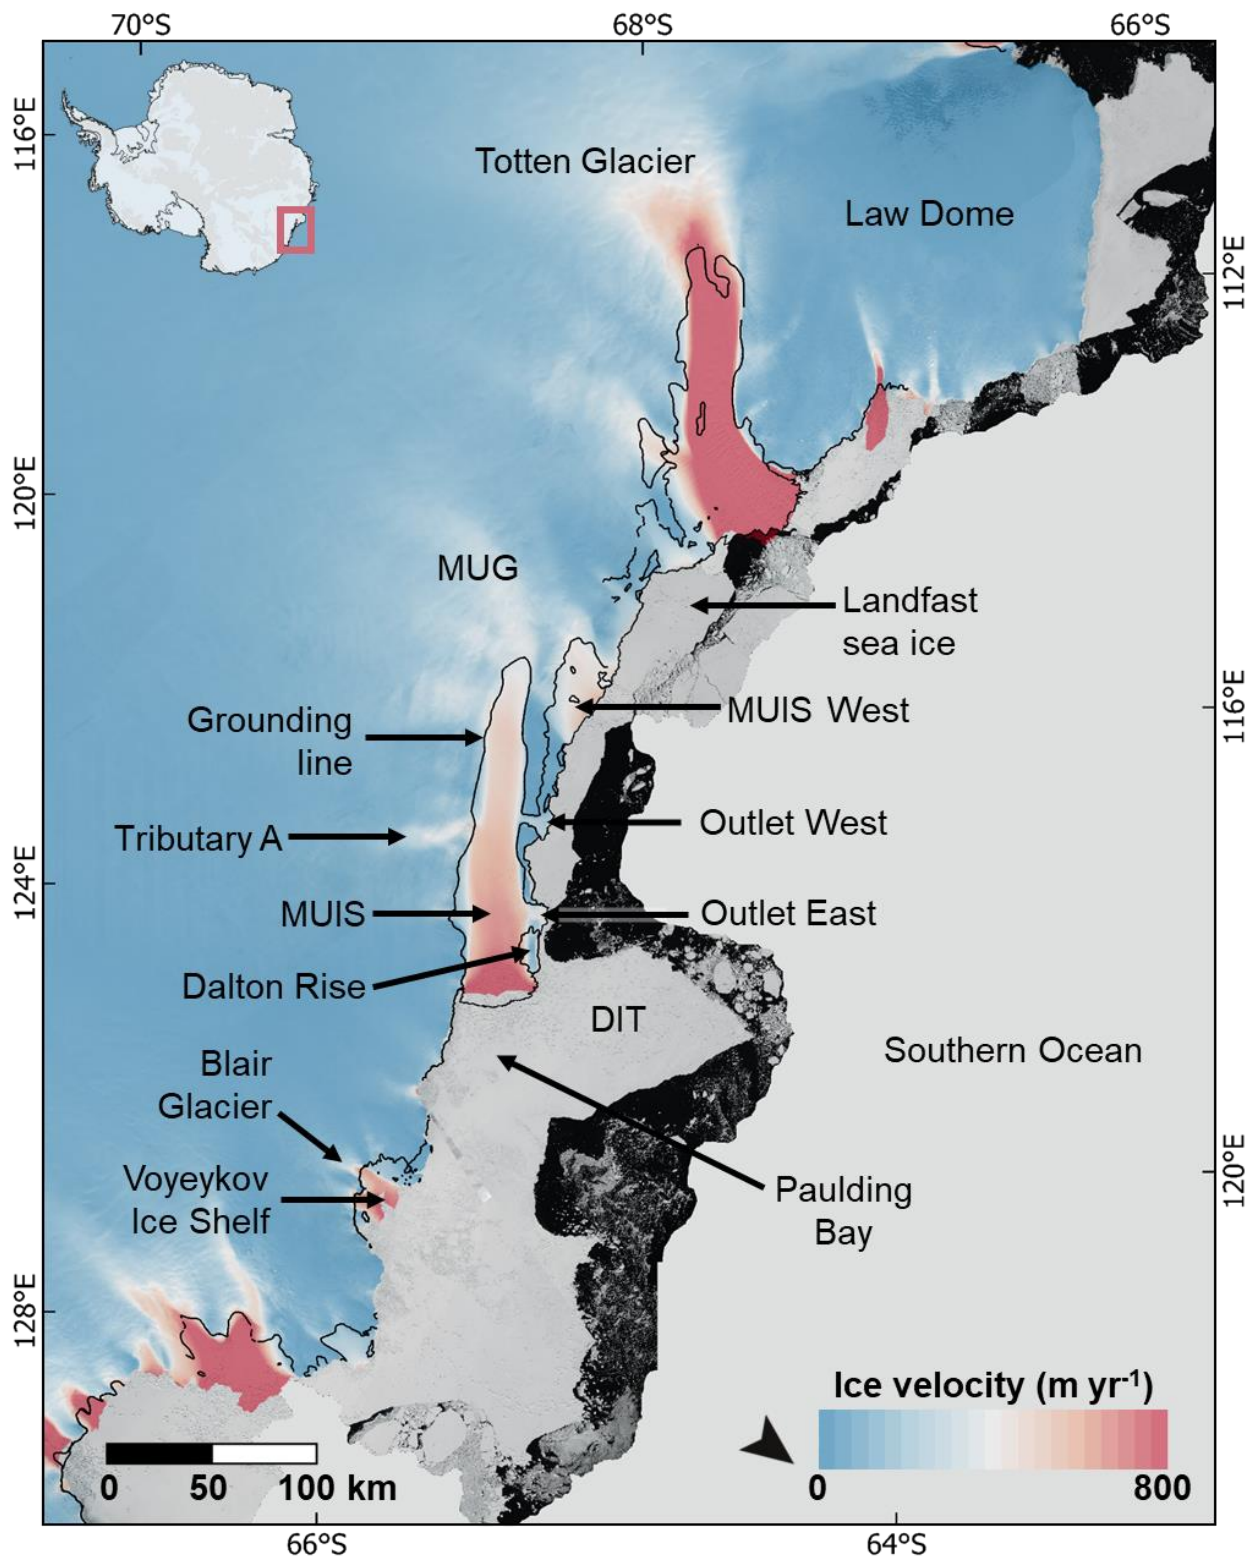 70°S
68°S
66°S
116°E
Totten Glacier
Law Dome
112°E
120°E
MUG
Landfast
sea ice
MUIS West
116°E
Grounding
line
Outlet West
Tributary A
124°E
MUIS
Outlet East
Dalton Rise
DIT
Southern Ocean
Blair
Glacier
120°E
Voyeykov
Ice Shelf
Paulding
Bay
128°E
Ice velocity (m yr-1)
0
800
0 50 100 km
66°S
64°S